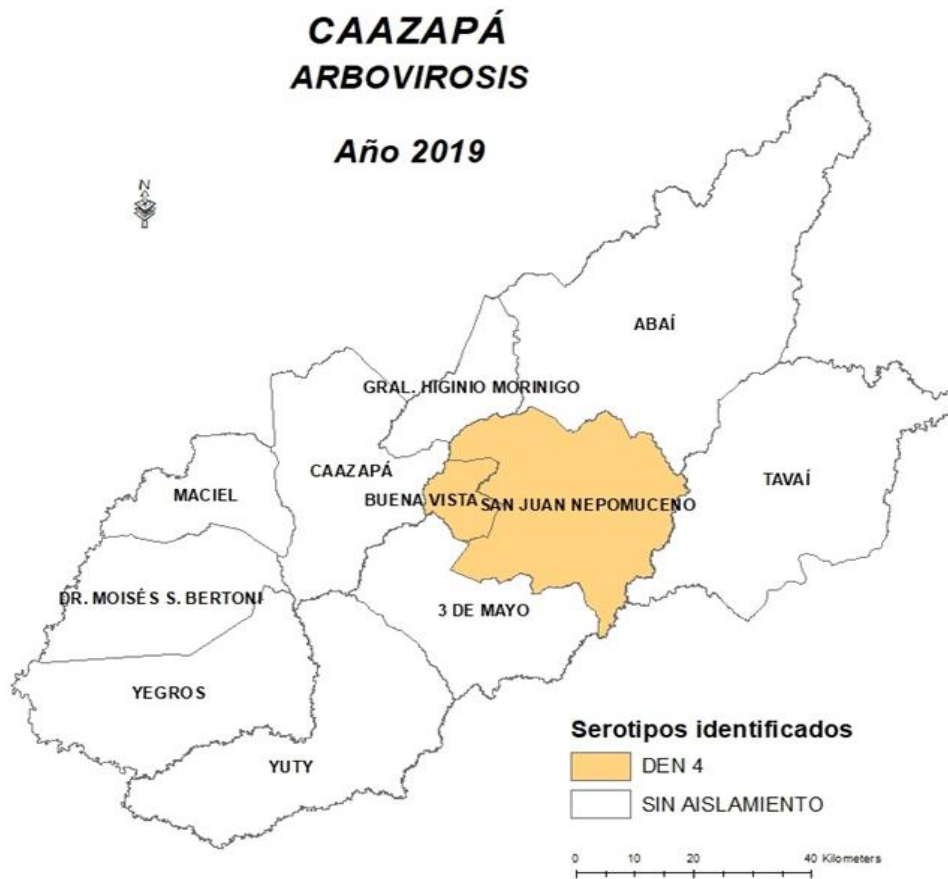 CAAZAPÁ
ARBOVIROSIS
Año 2019
N
ABAÍ
GRAL. HIGINIO MORINIGO
CAAZAPÁ
TAVAÍ
MACIEL
BUENA VISTA
SAN JUAN NEPOMUCENO
DR. MOISÉS S. BERTONI
3 DE MAYO
YEGROS
YUTY
Serotipos identificados
DEN 4
SIN AISLAMIENTO
0 10 20 40 Kilometers